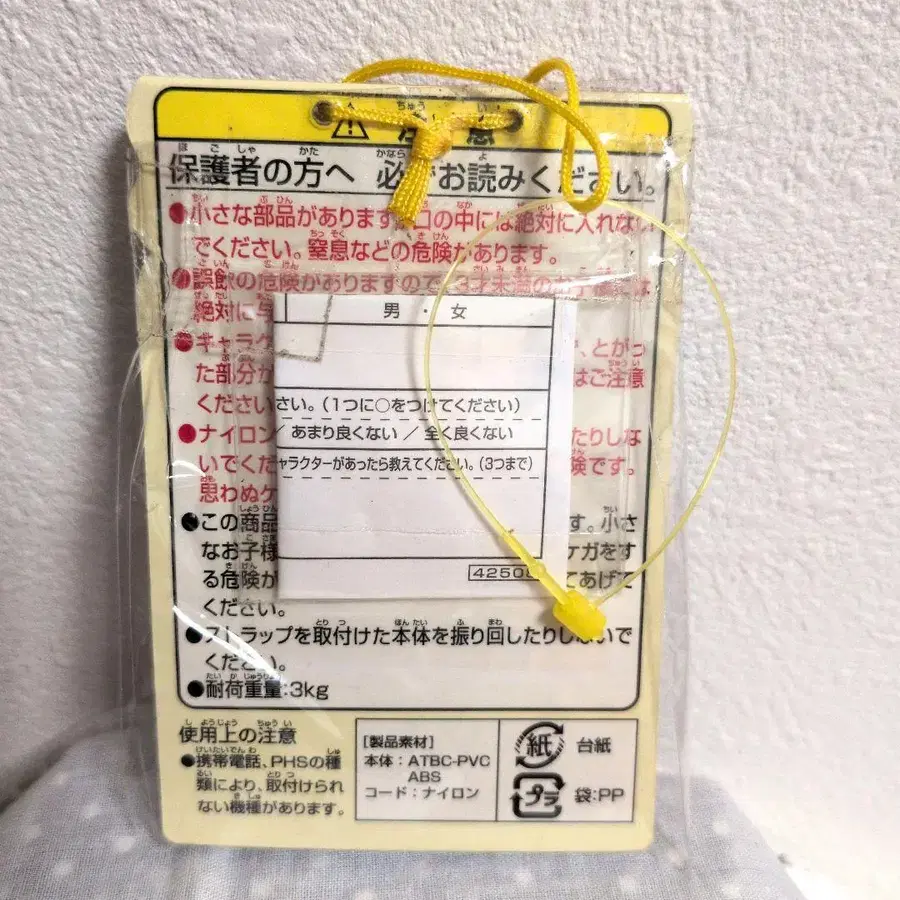 注意
保護者の方へ 必ずお読みください。
●小さな部品があります 口の中には絶対に入れない
でください。窒息などの危険があります。
●誤飲の危険がありますので、3才未満のお子様には
絶対に与
●キャラク 、とがっ
た部分が はご注意
ください
●ナイロン たりしな
いでくだ 険です。
思わぬケ
●この商品 す。小さ
なお子様 ケガをす
る危険が てあげて
ください。
男 ・ 女
さい。(1つに○をつけてください)
/ あまり良くない / 全く良くない
ャラクターがあったら教えてください。(3つまで)
42508
●ストラップを取付けた本体を振り回したりしないで
ください。
●耐荷重量:3kg
使用上の注意
●携帯電話、PHSの種
類により、取付けられ
ない機種があります。
[製品素材]
本体：ATBC-PVC
ABS
コード：ナイロン
紙 台紙
プラ 袋:PP